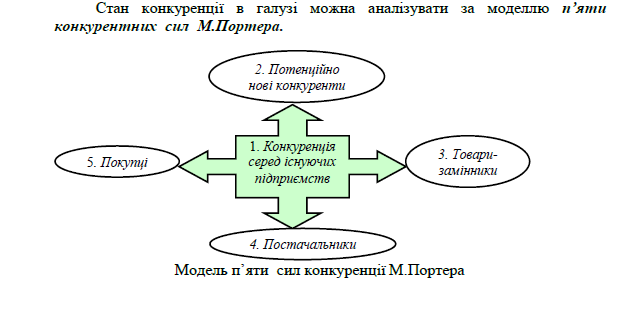 Стан конкуренції в галузі можна аналізувати за моделлю п’яти
конкурентних сил М.Портера.
2. Потенційно
нові конкуренти
1. Конкуренція
серед існуючих
підприємств
5. Покупці
3. Товари-
замінники
4. Постачальники
Модель п’яти сил конкуренції М.Портера